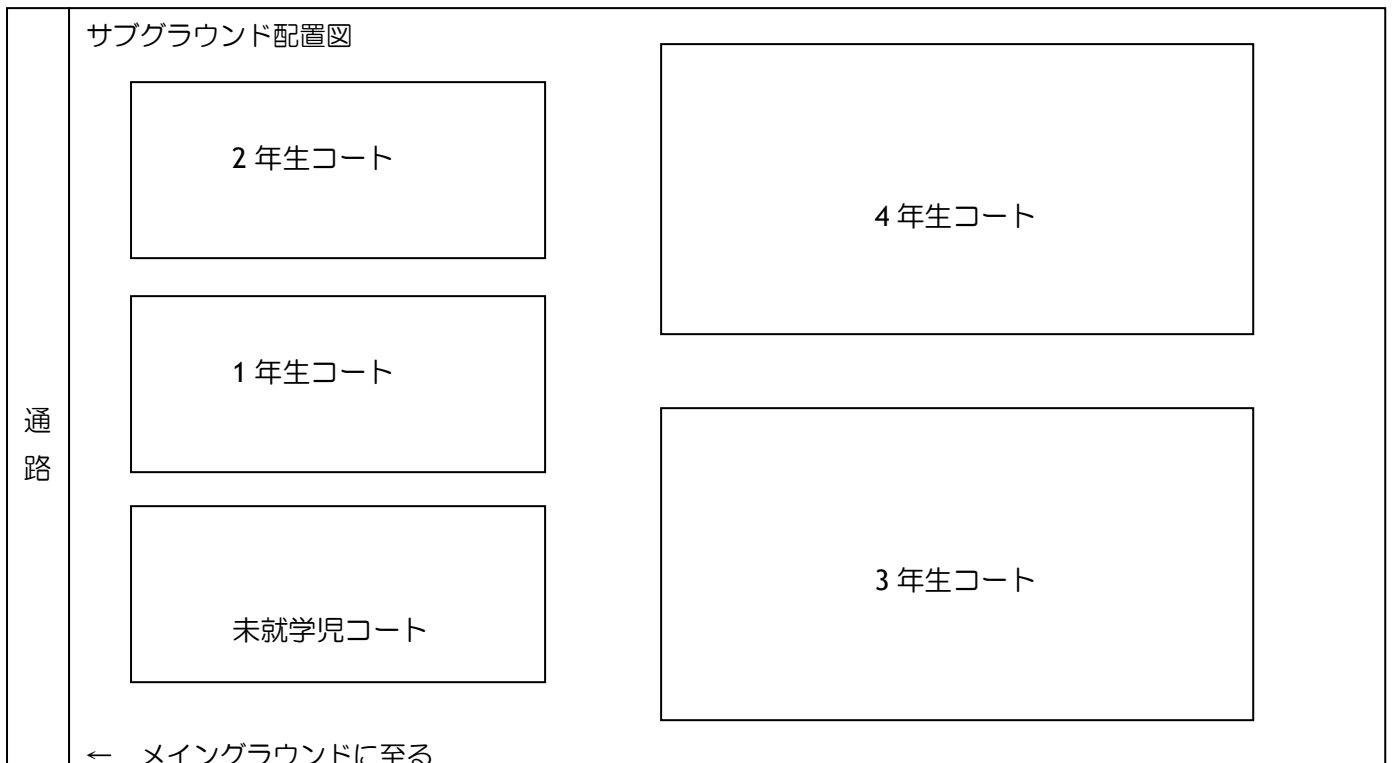 サブグラウンド配置図
2年生コート
4年生コート
1年生コート
通
路
3年生コート
未就学児コート
← メイングラウンドに至る